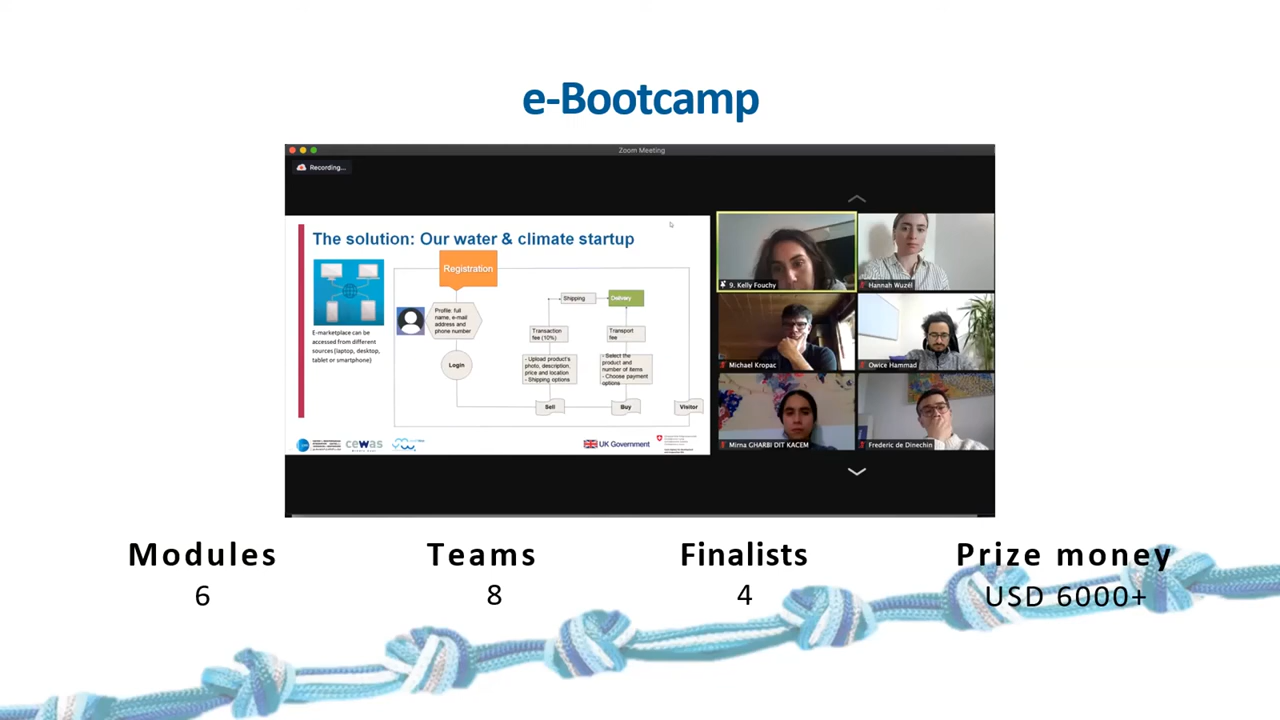 e-Bootcamp
Zoom Meeting
Recording...
The solution: Our water & climate startup
Registration
Profile: full
name, e-mail
address and
phone number
Login
E-marketplace can be
accessed from different
sources (laptop, desktop,
tablet or smartphone)
Shipping
Delivery
Transaction
fee (10%)
Transport
fee
- Upload product's
photo, description,
price and location
- Shipping options
- Select the
product and
number of items
- Choose payment
options
Sell
Buy
Visitor
cewas
UK Government
9. Kelly Fouchy
Hannah Wuzél
Michael Kropac
Owice Hammad
Mirna GHARBI DIT KACEM
Frederic de Dinechin
Modules
6
Teams
8
Finalists
4
Prize money
USD 6000+